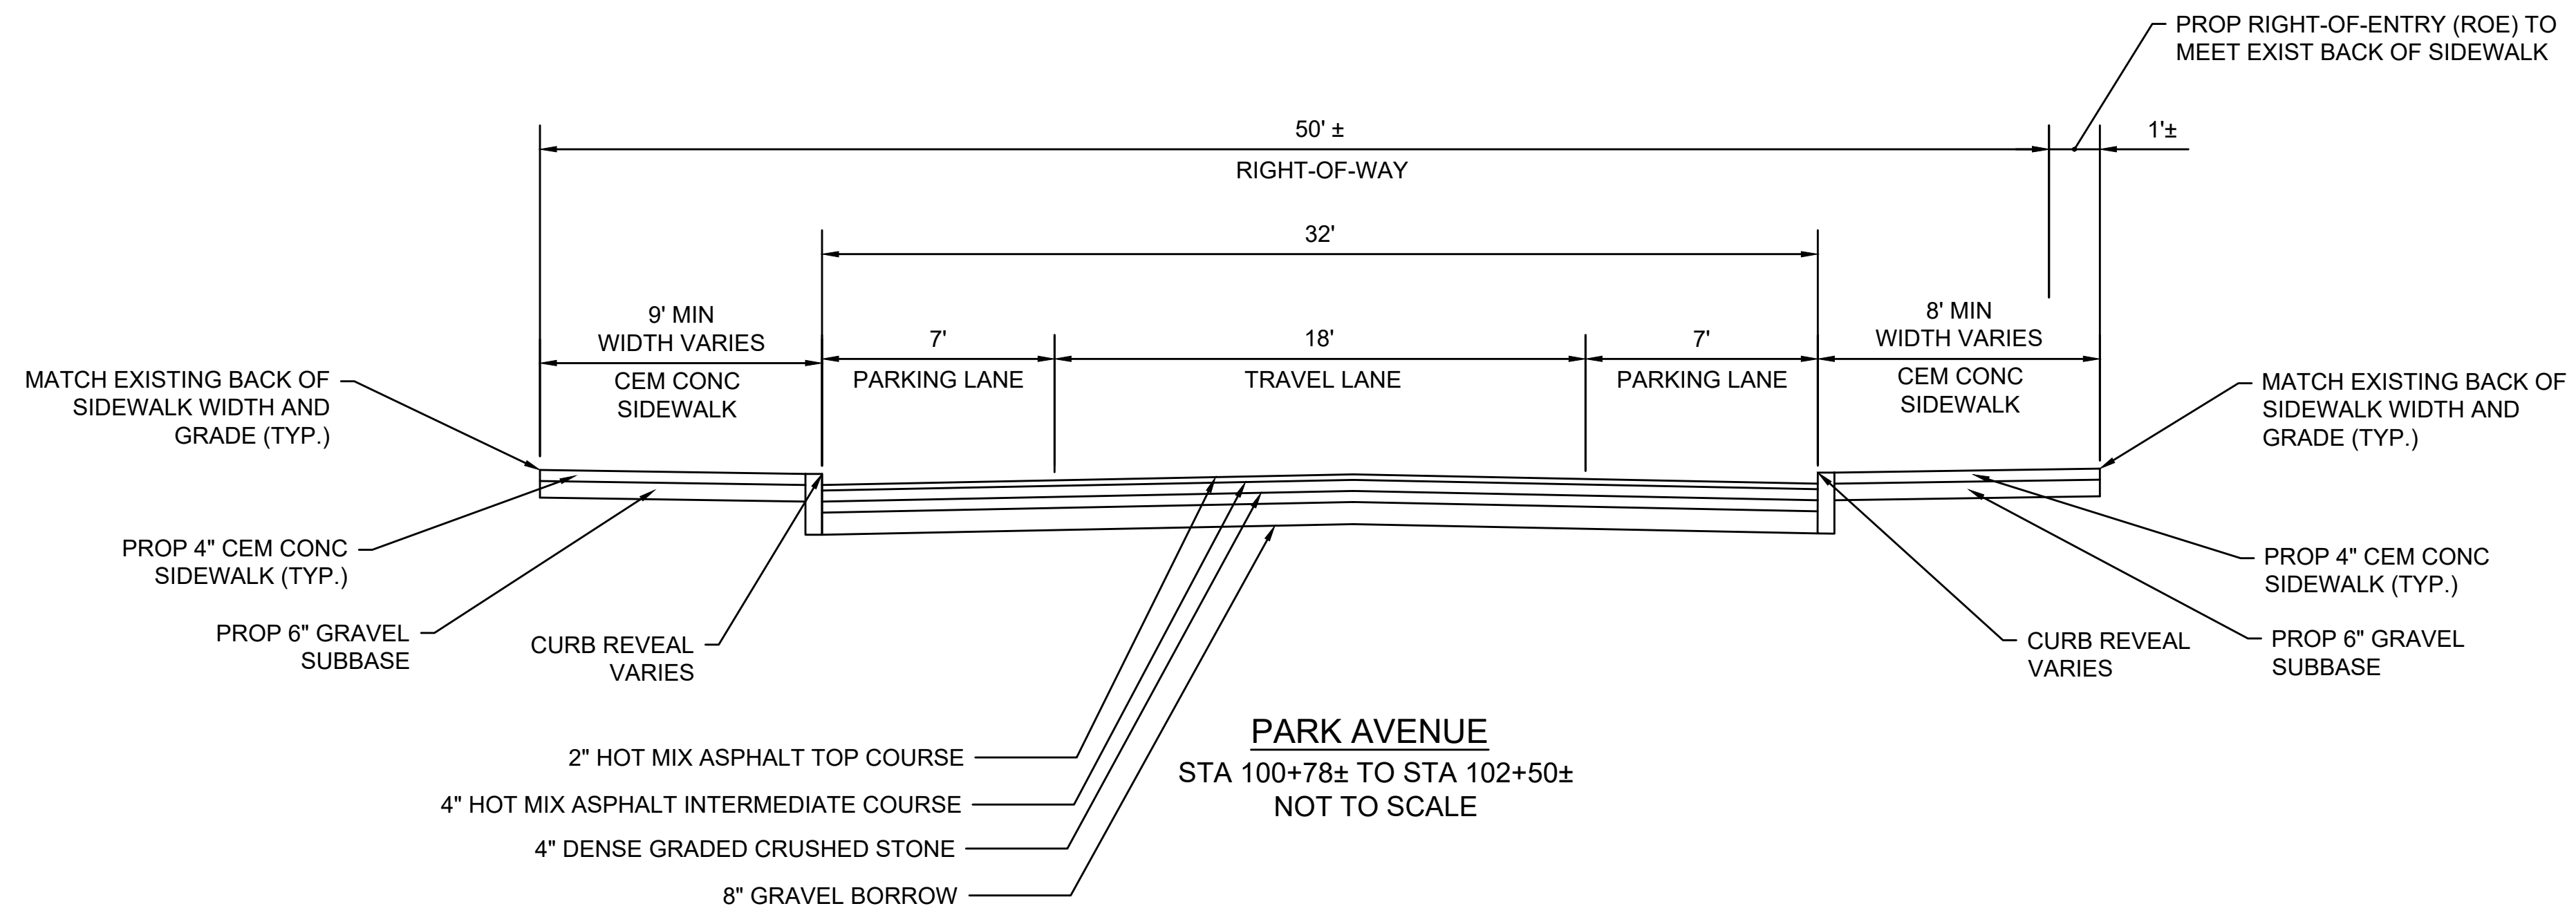 PROP RIGHT-OF-ENTRY (ROE) TO
MEET EXIST BACK OF SIDEWALK
50' ±
1'±
RIGHT-OF-WAY
32'
9' MIN
WIDTH VARIES
CEM CONC
SIDEWALK
7'
PARKING LANE
18'
TRAVEL LANE
7'
PARKING LANE
8' MIN
WIDTH VARIES
CEM CONC
SIDEWALK
MATCH EXISTING BACK OF
SIDEWALK WIDTH AND
GRADE (TYP.)
MATCH EXISTING BACK OF
SIDEWALK WIDTH AND
GRADE (TYP.)
PROP 4" CEM CONC
SIDEWALK (TYP.)
PROP 6" GRAVEL
SUBBASE
CURB REVEAL
VARIES
CURB REVEAL
VARIES
PROP 4" CEM CONC
SIDEWALK (TYP.)
PROP 6" GRAVEL
SUBBASE
2" HOT MIX ASPHALT TOP COURSE
4" HOT MIX ASPHALT INTERMEDIATE COURSE
4" DENSE GRADED CRUSHED STONE
8" GRAVEL BORROW
PARK AVENUE
STA 100+78± TO STA 102+50±
NOT TO SCALE